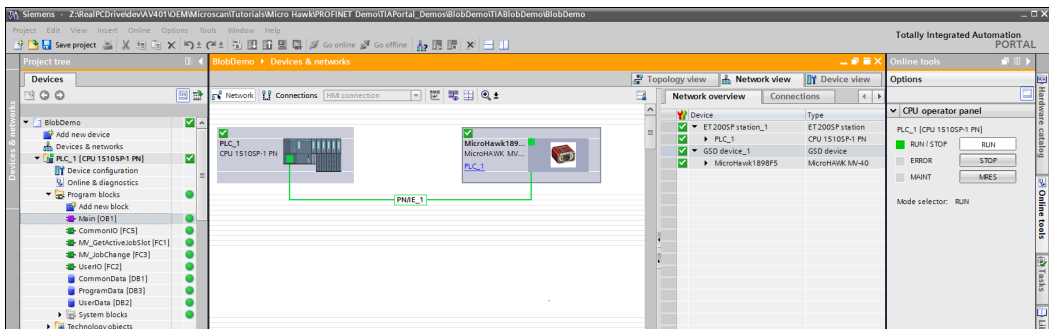 Siemens - Z:\RealPCDrive\dev\AV401\OEM\Microscan\Tutorials\Micro Hawk\PROFINET Demo\TIAPortal_Demos\BlobDemo\TIABlobDemo\BlobDemo
Project Edit View Insert Online Options Tools Window Help
Save project
Go online
Go offline
Totally Integrated Automation
PORTAL
Project tree
Devices
Devices & networks
BlobDemo
Add new device
Devices & networks
PLC_1 [CPU 1510SP-1 PN]
Device configuration
Online & diagnostics
Program blocks
Add new block
Main [OB1]
CommonIO [FC5]
MV_GetActiveJobSlot [FC1]
MV_JobChange [FC3]
UserIO [FC2]
CommonData [DB1]
ProgramData [DB3]
UserData [DB2]
System blocks
Technology objects
BlobDemo Devices & networks
Topology view
Network view
Device view
Network
Connections
HMI connection
PLC_1
CPU 1510SP-1 PN
MicroHawk189...
MicroHAWK MV...
PLC_1
PN/IE_1
Network overview
Connections
Device Type
ET 200SP station_1 ET 200SP station
PLC_1 CPU 1510SP-1 PN
GSD device_1 GSD device
MicroHawk1898F5 MicroHAWK MV-40
Online tools
Options
CPU operator panel
PLC_1 [CPU 1510SP-1 PN]
RUN / STOP RUN
ERROR STOP
MAINT MRES
Mode selector: RUN
Hardware catalog
Online tools
Tasks